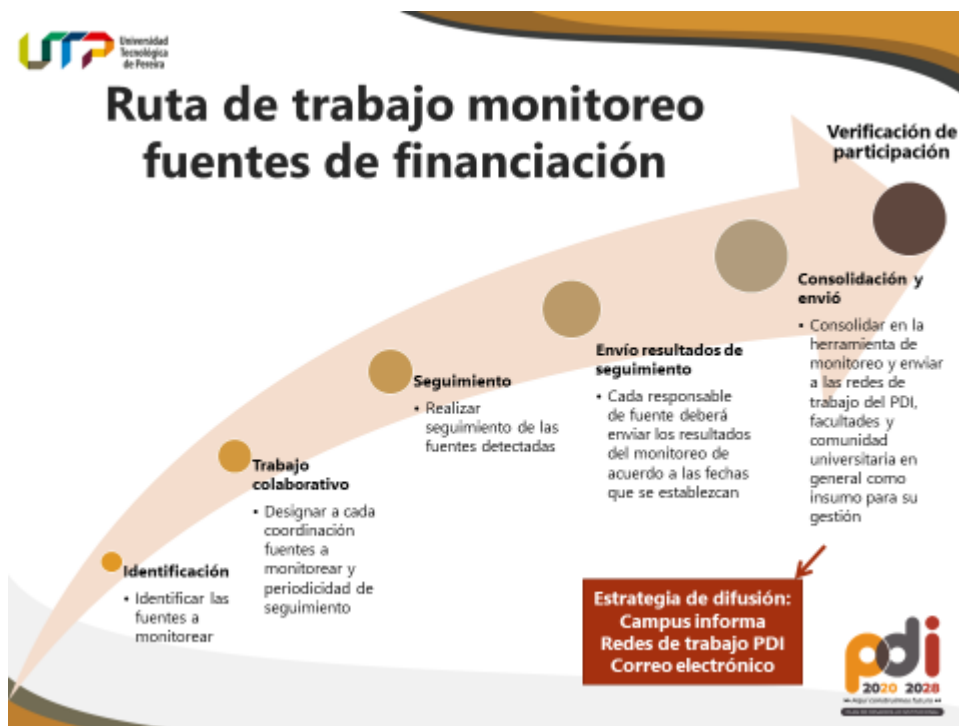 UTP
Universidad
Tecnológica
de Pereira
Ruta de trabajo monitoreo
fuentes de financiación
Identificación
• Identificar las
fuentes a
monitorear
Trabajo
colaborativo
• Designar a cada
coordinación
fuentes a
monitorear y
periodicidad de
seguimiento
Seguimiento
• Realizar
seguimiento de las
fuentes detectadas
Envío resultados de
seguimiento
• Cada responsable
de fuente deberá
enviar los resultados
del monitoreo de
acuerdo a las fechas
que se establezcan
Consolidación y
envió
• Consolidar en la
herramienta de
monitoreo y enviar
a las redes de
trabajo del PDI,
facultades y
comunidad
universitaria en
general como
insumo para su
gestión
Verificación de
participación
Estrategia de difusión:
Campus informa
Redes de trabajo PDI
Correo electrónico
pdi
2020 2028
Aquí construimos futuro